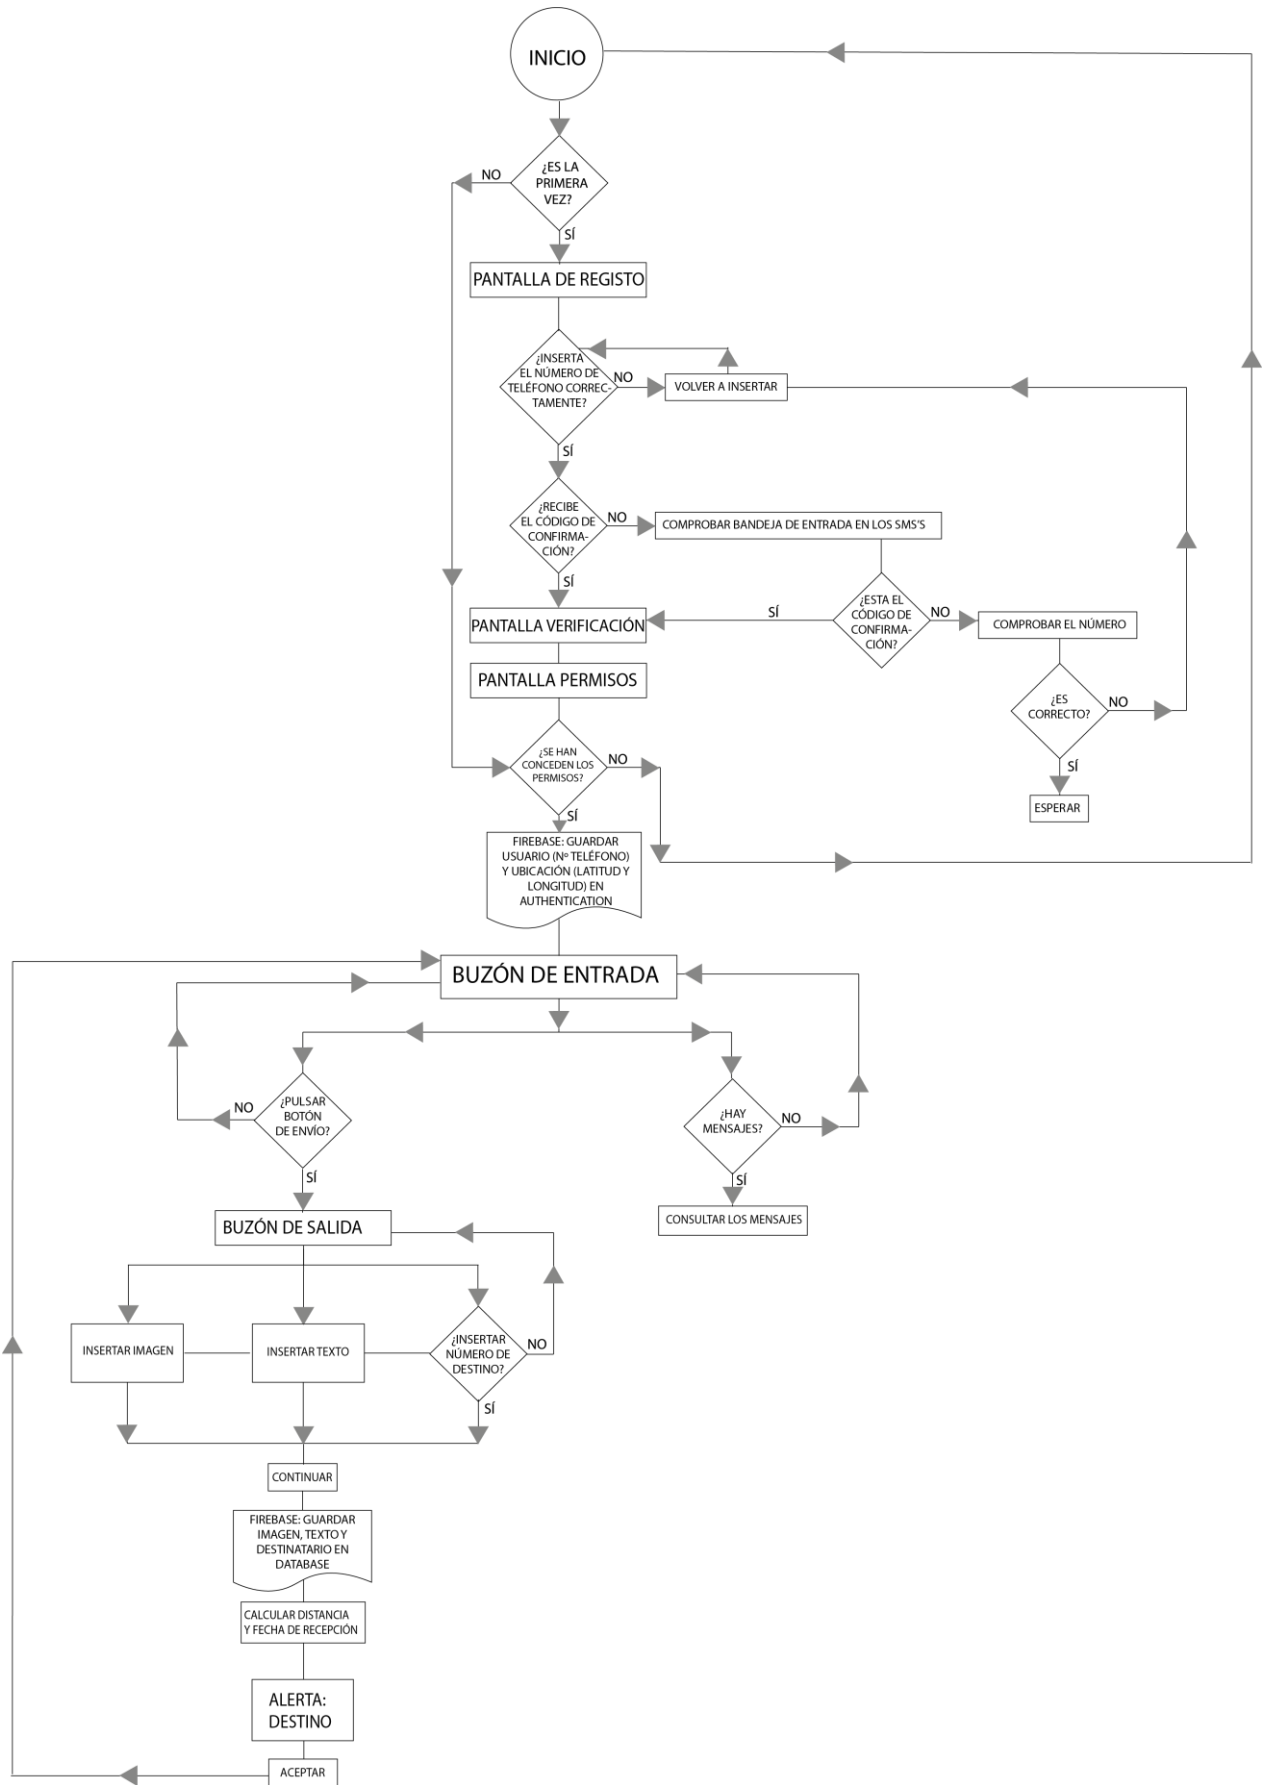 INICIO
¿ES LA
PRIMERA
VEZ?
NO
SÍ
PANTALLA DE REGISTO
¿INSERTA
EL NÚMERO DE
TELÉFONO CORREC-
TAMENTE?
NO
VOLVER A INSERTAR
SÍ
¿RECIBE
EL CÓDIGO DE
CONFIRMA-
CIÓN?
NO
COMPROBAR BANDEJA DE ENTRADA EN LOS SMS'S
SÍ
¿ESTA EL
CÓDIGO DE
CONFIRMA-
CIÓN?
SÍ
NO
COMPROBAR EL NÚMERO
PANTALLA VERIFICACIÓN
PANTALLA PERMISOS
¿ES
CORRECTO?
NO
SÍ
ESPERAR
¿SE HAN
CONCEDEN LOS
PERMISOS?
NO
SÍ
FIREBASE: GUARDAR
USUARIO (Nº TELÉFONO)
Y UBICACIÓN (LATITUD Y
LONGITUD) EN
AUTHENTICATION
BUZÓN DE ENTRADA
¿PULSAR
BOTÓN
DE ENVÍO?
NO
SÍ
¿HAY
MENSAJES?
NO
SÍ
CONSULTAR LOS MENSAJES
BUZÓN DE SALIDA
INSERTAR IMAGEN
INSERTAR TEXTO
¿INSERTAR
NÚMERO DE
DESTINO?
NO
SÍ
CONTINUAR
FIREBASE: GUARDAR
IMAGEN, TEXTO Y
DESTINATARIO EN
DATABASE
CALCULAR DISTANCIA
Y FECHA DE RECEPCIÓN
ALERTA:
DESTINO
ACEPTAR